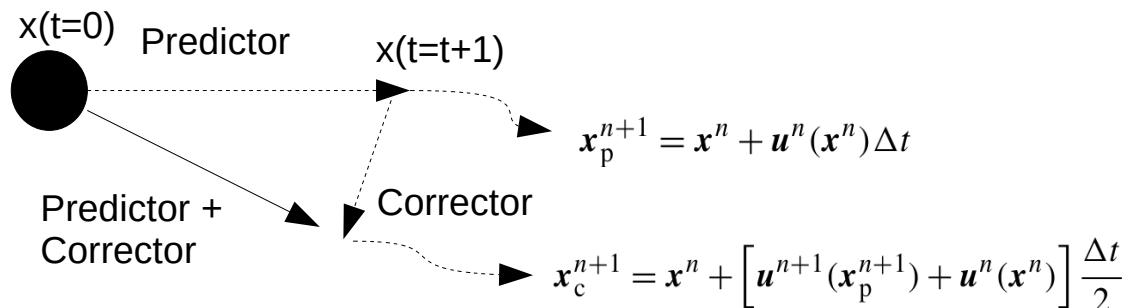 x(t=0)
Predictor
x(t=t+1)
x_p^{n+1} = x^n + u^n(x^n)Δt
Predictor +
Corrector
Corrector
x_c^{n+1} = x^n + [u^{n+1}(x_p^{n+1}) + u^n(x^n)] Δt/2